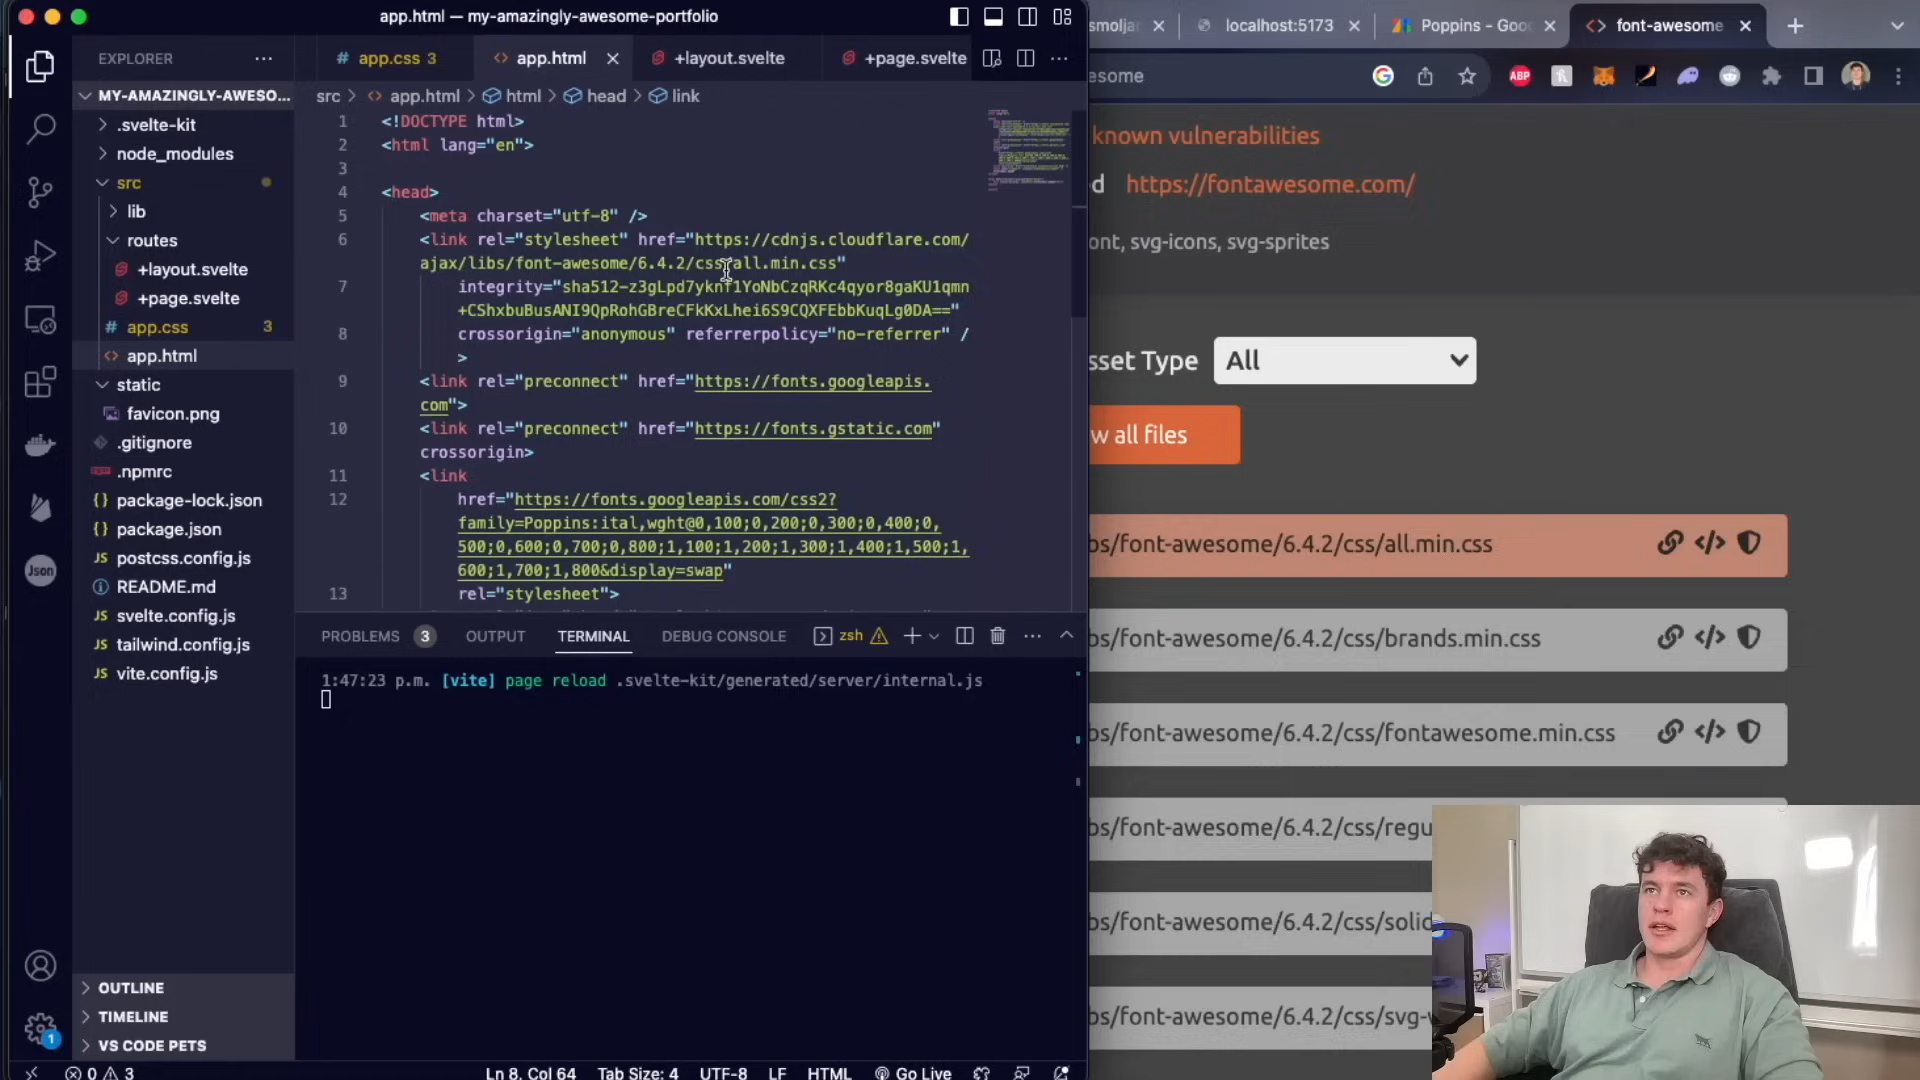 app.html — my-amazingly-awesome-portfolio
localhost:5173
Poppins - Goo
font-awesome
EXPLORER
app.css 3
app.html
+layout.svelte
+page.svelte
esome
ABP
MY-AMAZINGLY-AWESO...
src > app.html > html > head > link
.svelte-kit
node_modules
src
lib
routes
+layout.svelte
+page.svelte
app.css 3
app.html
static
favicon.png
.gitignore
.npmrc
package-lock.json
package.json
postcss.config.js
README.md
svelte.config.js
tailwind.config.js
vite.config.js
OUTLINE
TIMELINE
VS CODE PETS
Json
1
1 <!DOCTYPE html>
2 <html lang="en">
3
4 <head>
5 <meta charset="utf-8" />
6 <link rel="stylesheet" href="https://cdnjs.cloudflare.com/
ajax/libs/font-awesome/6.4.2/css/all.min.css"
7 integrity="sha512-z3gLpd7yknf1YoNbCzqRKc4qyor8gaKU1qmn
+CShxbuBusANI9QpRohGBreCFkKxLhei6S9CQXFEbbKuqLg0DA=="
8 crossorigin="anonymous" referrerpolicy="no-referrer" /
>
9 <link rel="preconnect" href="https://fonts.googleapis.
com">
10 <link rel="preconnect" href="https://fonts.gstatic.com"
crossorigin>
11 <link
12 href="https://fonts.googleapis.com/css2?
family=Poppins:ital,wght@0,100;0,200;0,300;0,400;0,
500;0,600;0,700;0,800;1,100;1,200;1,300;1,400;1,500;1,
600;1,700;1,800&display=swap"
13 rel="stylesheet">
PROBLEMS 3 OUTPUT TERMINAL DEBUG CONSOLE zsh
1:47:23 p.m. [vite] page reload .svelte-kit/generated/server/internal.js
0 3
Ln 8, Col 64 Tab Size: 4 UTF-8 LF HTML Go Live
known vulnerabilities
d https://fontawesome.com/
ont, svg-icons, svg-sprites
sset Type All
w all files
bs/font-awesome/6.4.2/css/all.min.css
bs/font-awesome/6.4.2/css/brands.min.css
bs/font-awesome/6.4.2/css/fontawesome.min.css
bs/font-awesome/6.4.2/css/regu
bs/font-awesome/6.4.2/css/solid
bs/font-awesome/6.4.2/css/svg-